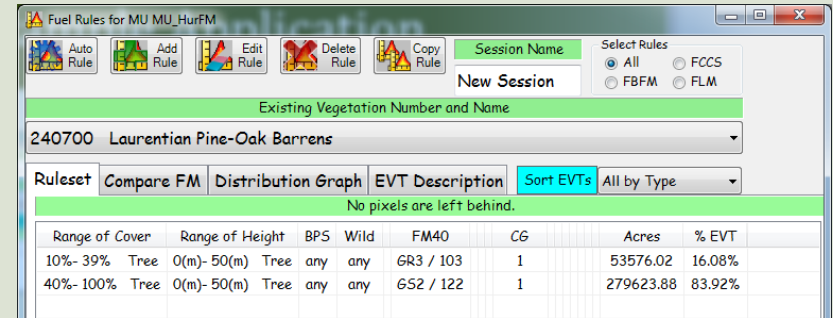 Fuel Rules for MU MU_HurFM
Auto Rule Add Rule Edit Rule Delete Rule Copy Rule
Session Name
New Session
Select Rules
All FCCS
FBFM FLM
Existing Vegetation Number and Name
240700 Laurentian Pine-Oak Barrens
Ruleset Compare FM Distribution Graph EVT Description Sort EVTs All by Type
No pixels are left behind.
Range of Cover Range of Height BPS Wild FM40 CG Acres % EVT
10%- 39% Tree 0(m)- 50(m) Tree any any GR3 / 103 1 53576.02 16.08%
40%- 100% Tree 0(m)- 50(m) Tree any any GS2 / 122 1 279623.88 83.92%